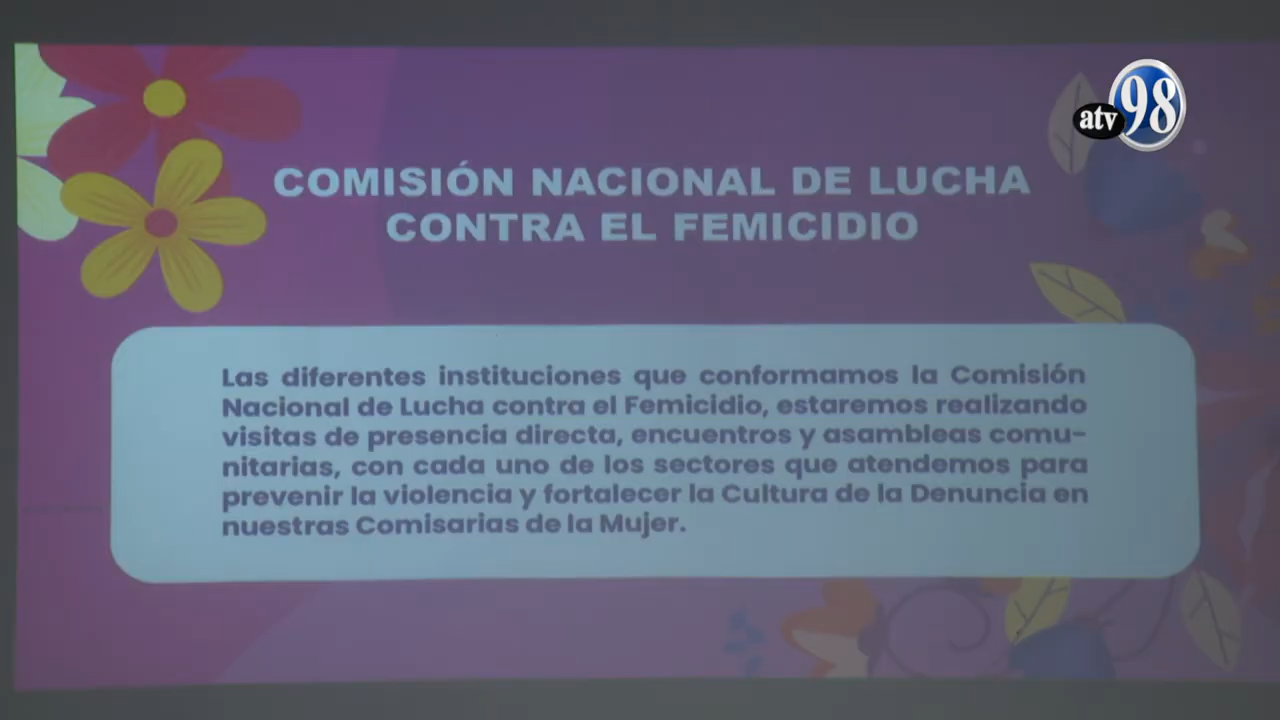 atv 98
COMISIÓN NACIONAL DE LUCHA
CONTRA EL FEMICIDIO
Las diferentes instituciones que conformamos la Comisión
Nacional de Lucha contra el Femicidio, estaremos realizando
visitas de presencia directa, encuentros y asambleas comu-
nitarias, con cada uno de los sectores que atendemos para
prevenir la violencia y fortalecer la Cultura de la Denuncia en
nuestras Comisarias de la Mujer.